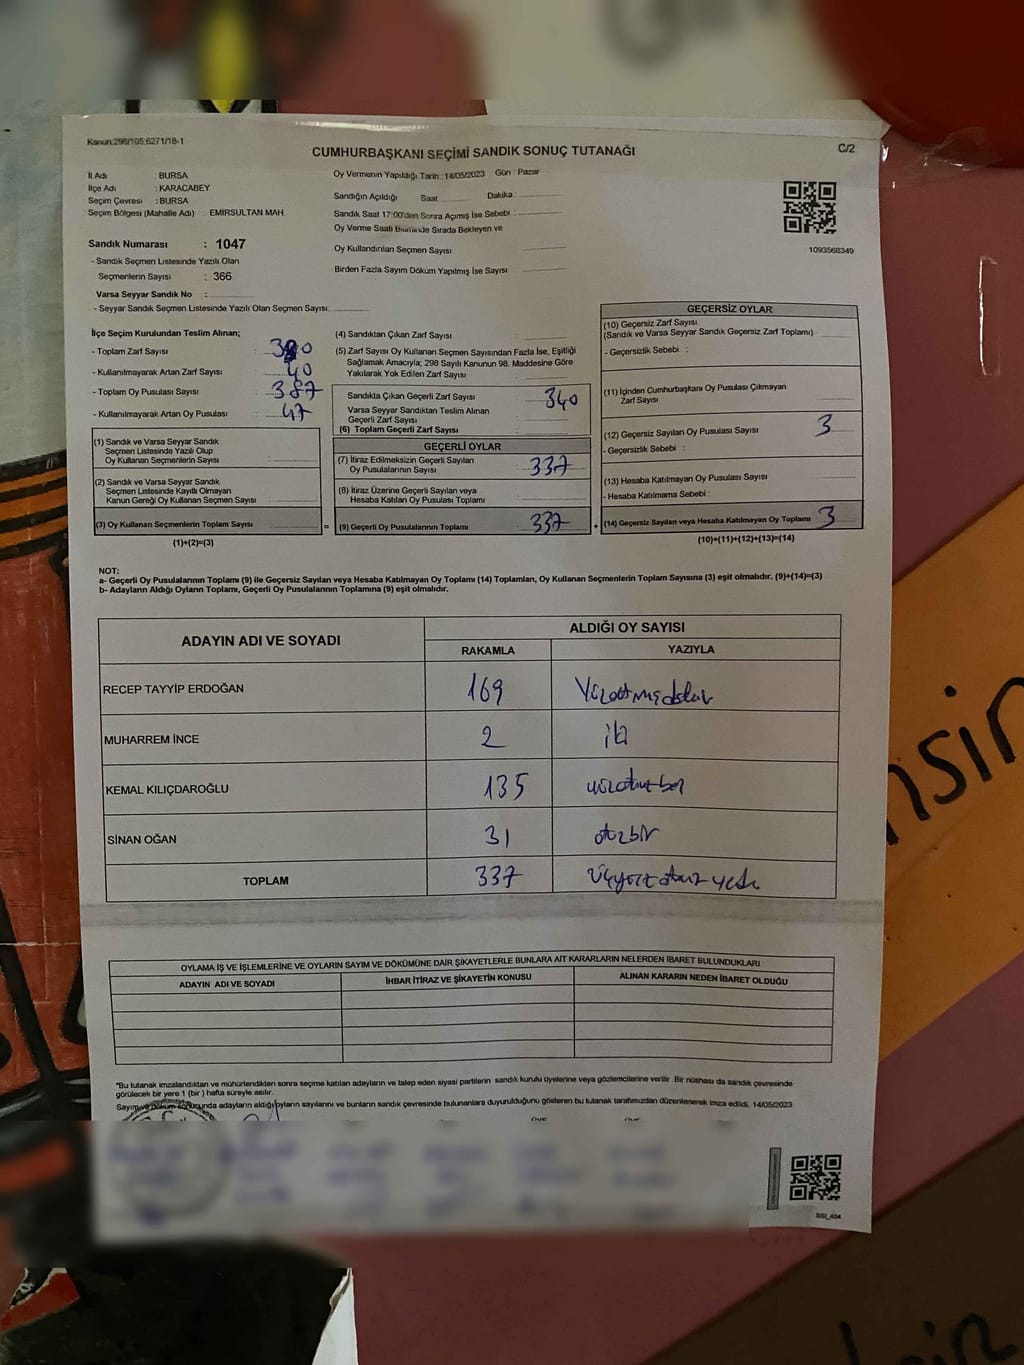 Kanun:298/105;6271/18-1
CUMHURBAŞKANI SEÇİMİ SANDIK SONUÇ TUTANAĞI
C/2
İl Adı : BURSA
İlçe Adı : KARACABEY
Seçim Çevresi : BURSA
Seçim Bölgesi (Mahalle Adı) : EMIRSULTAN MAH.
Sandık Numarası : 1047
- Sandık Seçmen Listesinde Yazılı Olan
Seçmenlerin Sayısı : 366
Varsa Seyyar Sandık No :
- Seyyar Sandık Seçmen Listesinde Yazılı Olan Seçmen Sayısı:
Oy Vermenin Yapıldığı Tarih :14/05/2023 Gün : Pazar
Sandığın Açıldığı Saat Dakika :
Sandık Saat 17:00'den Sonra Açımış İse Sebebi :
Oy Verme Saati Bitiminde Sırada Bekleyen ve
Oy Kullandırılan Seçmen Sayısı
Birden Fazla Sayım Döküm Yapılmış İse Sayısı
1093568349
İlçe Seçim Kurulundan Teslim Alınan;
- Toplam Zarf Sayısı
- Kullanılmayarak Artan Zarf Sayısı 40
- Toplam Oy Pusulası Sayısı 387
- Kullanılmayarak Artan Oy Pusulası 47
(1) Sandık ve Varsa Seyyar Sandık
Seçmen Listesinde Yazılı Olup
Oy Kullanan Seçmenlerin Sayısı
(2) Sandık ve Varsa Seyyar Sandık
Seçmen Listesinde Kayıtlı Olmayan
Kanun Gereği Oy Kullanan Seçmen Sayısı
(3) Oy Kullanan Seçmenlerin Toplam Sayısı
(1)+(2)=(3)
(4) Sandıktan Çıkan Zarf Sayısı
(5) Zarf Sayısı Oy Kullanan Seçmen Sayısından Fazla İse, Eşitliği
Sağlamak Amacıyla; 298 Sayılı Kanunun 98. Maddesine Göre
Yakılarak Yok Edilen Zarf Sayısı
Sandıkta Çıkan Geçerli Zarf Sayısı 340
Varsa Seyyar Sandıktan Teslim Alınan
Geçerli Zarf Sayısı
(6) Toplam Geçerli Zarf Sayısı
GEÇERLİ OYLAR
(7) İtiraz Edilmeksizin Geçerli Sayılan
Oy Pusulalarının Sayısı 337
(8) İtiraz Üzerine Geçerli Sayılan veya
Hesaba Katılan Oy Pusulası Toplamı
= (9) Geçerli Oy Pusulalarının Toplamı 337 +
GEÇERSİZ OYLAR
(10) Geçersiz Zarf Sayısı
(Sandık ve Varsa Seyyar Sandık Geçersiz Zarf Toplamı)
- Geçersizlik Sebebi :
(11) İçinden Cumhurbaşkanı Oy Pusulası Çıkmayan
Zarf Sayısı
(12) Geçersiz Sayılan Oy Pusulası Sayısı 3
- Geçersizlik Sebebi :
(13) Hesaba Katılmayan Oy Pusulası Sayısı
- Hesaba Katılmama Sebebi :
(14) Geçersiz Sayılan veya Hesaba Katılmayan Oy Toplamı 3
(10)+(11)+(12)+(13)=(14)
NOT:
a- Geçerli Oy Pusulalarının Toplamı (9) ile Geçersiz Sayılan veya Hesaba Katılmayan Oy Toplamı (14) Toplamları, Oy Kullanan Seçmenlerin Toplam Sayısına (3) eşit olmalıdır. (9)+(14)=(3)
b- Adayların Aldığı Oyların Toplamı, Geçerli Oy Pusulalarının Toplamına (9) eşit olmalıdır.
ADAYIN ADI VE SOYADI
ALDIĞI OY SAYISI
RAKAMLA YAZIYLA
RECEP TAYYİP ERDOĞAN 169
MUHARREM İNCE 2 iki
KEMAL KILIÇDAROĞLU 135
SİNAN OĞAN 31 otuzbir
TOPLAM 337 üçyüz otuz yedi
OYLAMA İŞ VE İŞLEMLERİNE VE OYLARIN SAYIM VE DÖKÜMÜNE DAİR ŞİKAYETLERLE BUNLARA AİT KARARLARIN NELERDEN İBARET BULUNDUKLARI
ADAYIN ADI VE SOYADI
İHBAR İTİRAZ VE ŞİKAYETİN KONUSU
ALINAN KARARIN NEDEN İBARET OLDUĞU
*Bu tutanak imzalandıktan ve mühürlendikten sonra seçime katılan adayların ve talep eden siyasi partilerin sandık kurulu üyelerine veya gözlemcilerine verilir. Bir nüshası da sandık çevresinde
görülecek bir yere 1 (bir ) hafta süreyle asılır.
Sayım ve döküm sonucunda adayların aldığı oyların sayılarını ve bunların sandık çevresinde bulunanlara duyurulduğunu gösteren bu tutanak tarafımızdan düzenlenerek imza edildi. 14/05/2023